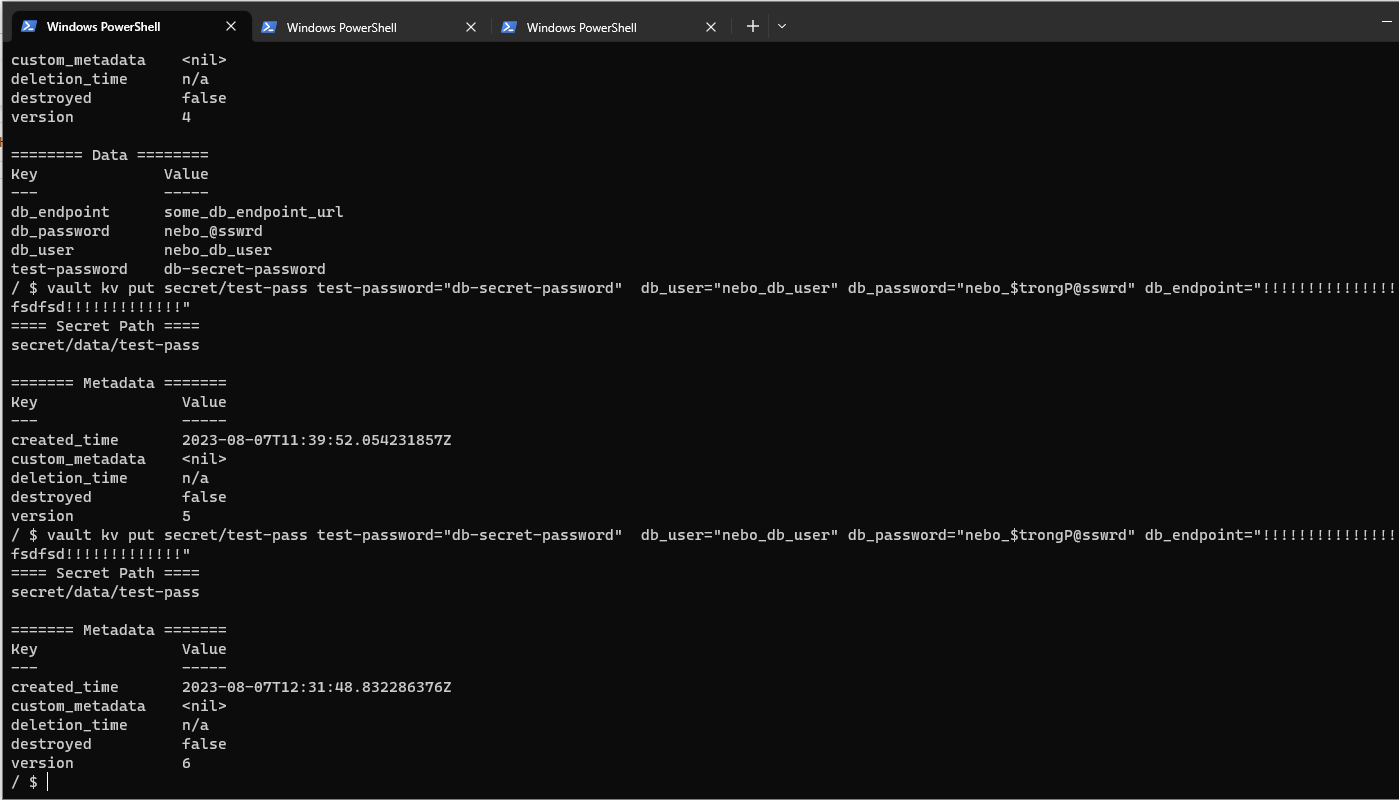 Windows PowerShell Windows PowerShell Windows PowerShell
custom_metadata <nil>
deletion_time n/a
destroyed false
version 4
======== Data ========
Key Value
--- -----
db_endpoint some_db_endpoint_url
db_password nebo_@sswrd
db_user nebo_db_user
test-password db-secret-password
/ $ vault kv put secret/test-pass test-password="db-secret-password"  db_user="nebo_db_user" db_password="nebo_$trongP@sswrd" db_endpoint="!!!!!!!!!!!!!!!
fsdfsd!!!!!!!!!!!!!"
==== Secret Path ====
secret/data/test-pass
======= Metadata =======
Key Value
--- -----
created_time 2023-08-07T11:39:52.054231857Z
custom_metadata <nil>
deletion_time n/a
destroyed false
version 5
/ $ vault kv put secret/test-pass test-password="db-secret-password"  db_user="nebo_db_user" db_password="nebo_$trongP@sswrd" db_endpoint="!!!!!!!!!!!!!!!
fsdfsd!!!!!!!!!!!!!"
==== Secret Path ====
secret/data/test-pass
======= Metadata =======
Key Value
--- -----
created_time 2023-08-07T12:31:48.832286376Z
custom_metadata <nil>
deletion_time n/a
destroyed false
version 6
/ $